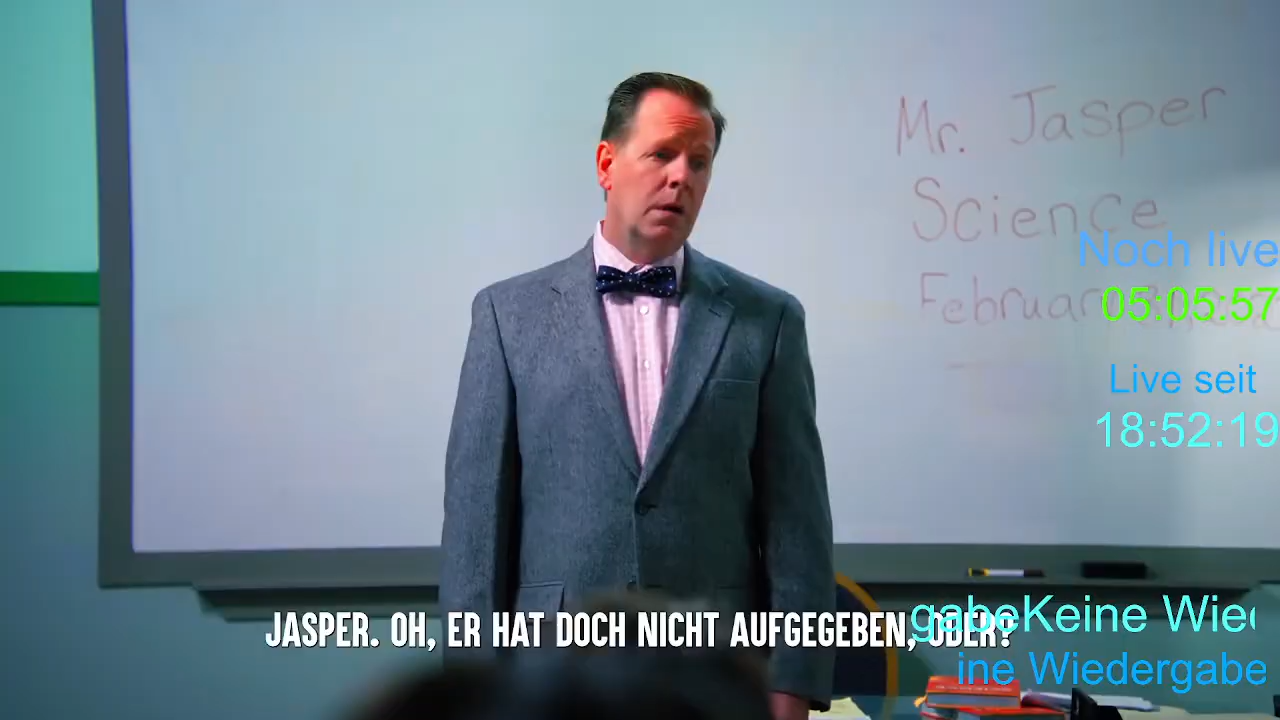 Mr. Jasper
Science
Noch live
05:05:57
Live seit
18:52:19
JASPER. OH, ER HAT DOCH NICHT AUFGEGEBEN, ODER?
gabeKeine Wied
ine Wiedergabe